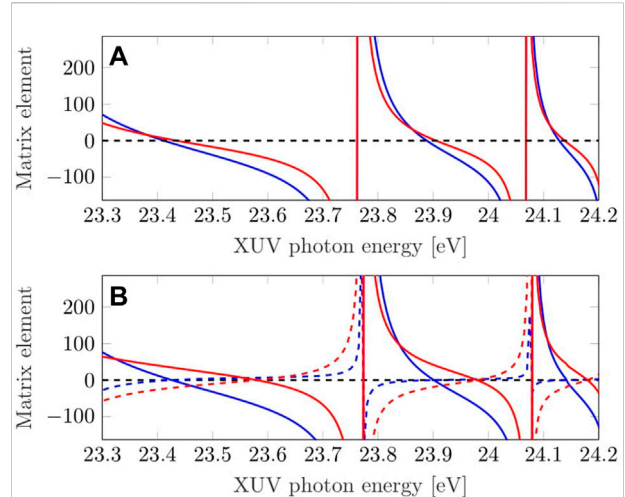 A
Matrix element
200
100
0
−100
23.3 23.4 23.5 23.6 23.7 23.8 23.9 24 24.1 24.2
XUV photon energy [eV]
B
Matrix element
200
100
0
−100
23.3 23.4 23.5 23.6 23.7 23.8 23.9 24 24.1 24.2
XUV photon energy [eV]